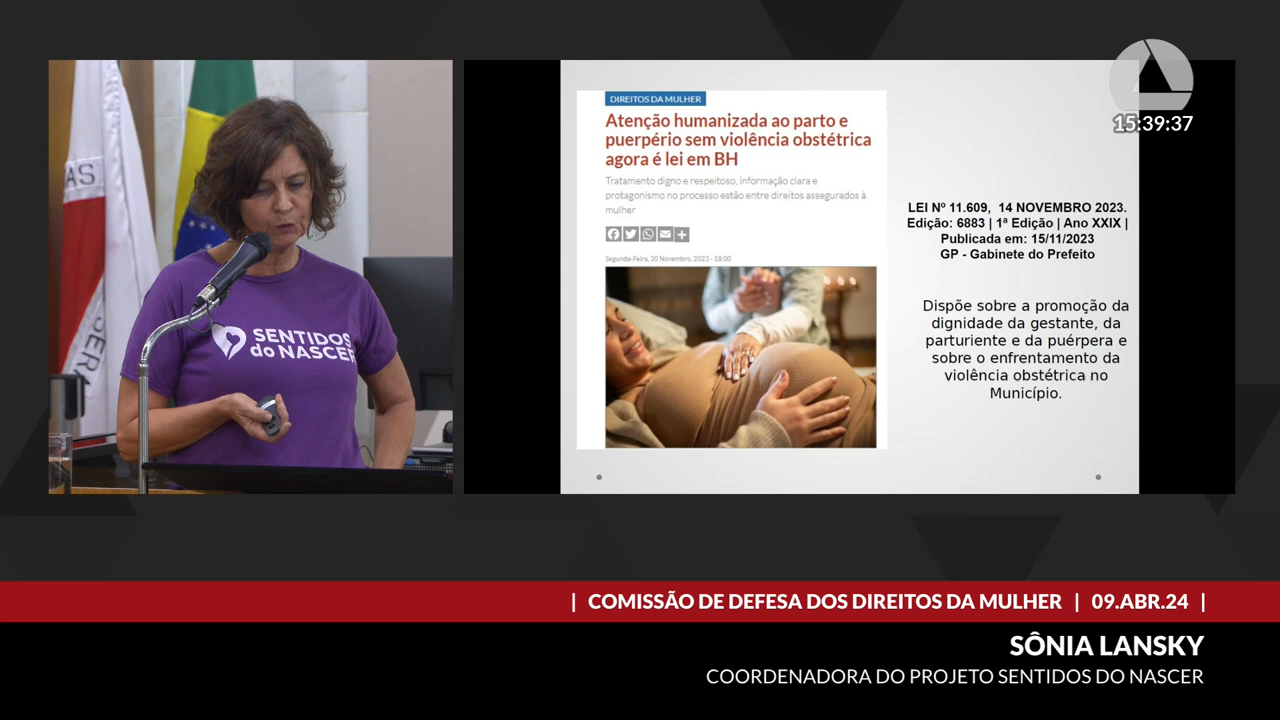 AS
SERM
SENTIDOS
do NASCER
DIREITOS DA MULHER
Atenção humanizada ao parto e
puerpério sem violência obstétrica
agora é lei em BH
Tratamento digno e respeitoso, informação clara e
protagonismo no processo estão entre direitos assegurados à
mulher
Segunda-Feira, 20 Novembro, 2023 - 18:00
15:39:37
LEI Nº 11.609, 14 NOVEMBRO 2023.
Edição: 6883 | 1ª Edição | Ano XXIX |
Publicada em: 15/11/2023
GP - Gabinete do Prefeito
Dispõe sobre a promoção da
dignidade da gestante, da
parturiente e da puérpera e
sobre o enfrentamento da
violência obstétrica no
Município.
| COMISSÃO DE DEFESA DOS DIREITOS DA MULHER | 09.ABR.24 |
SÔNIA LANSKY
COORDENADORA DO PROJETO SENTIDOS DO NASCER